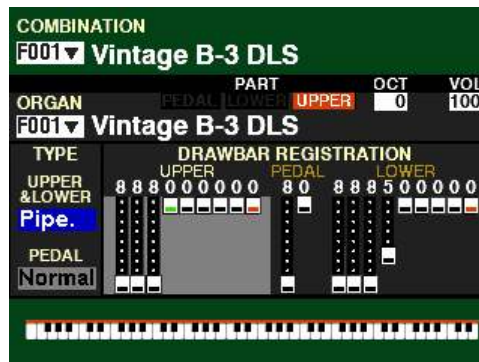 COMBINATION
F001 Vintage B-3 DLS
PART OCT VOL
ORGAN PEDAL LOWER UPPER 0 100
F001 Vintage B-3 DLS
TYPE DRAWBAR REGISTRATION
UPPER PEDAL LOWER
UPPER 888000000 80 888500000
&LOWER
Pipe.
PEDAL
Normal